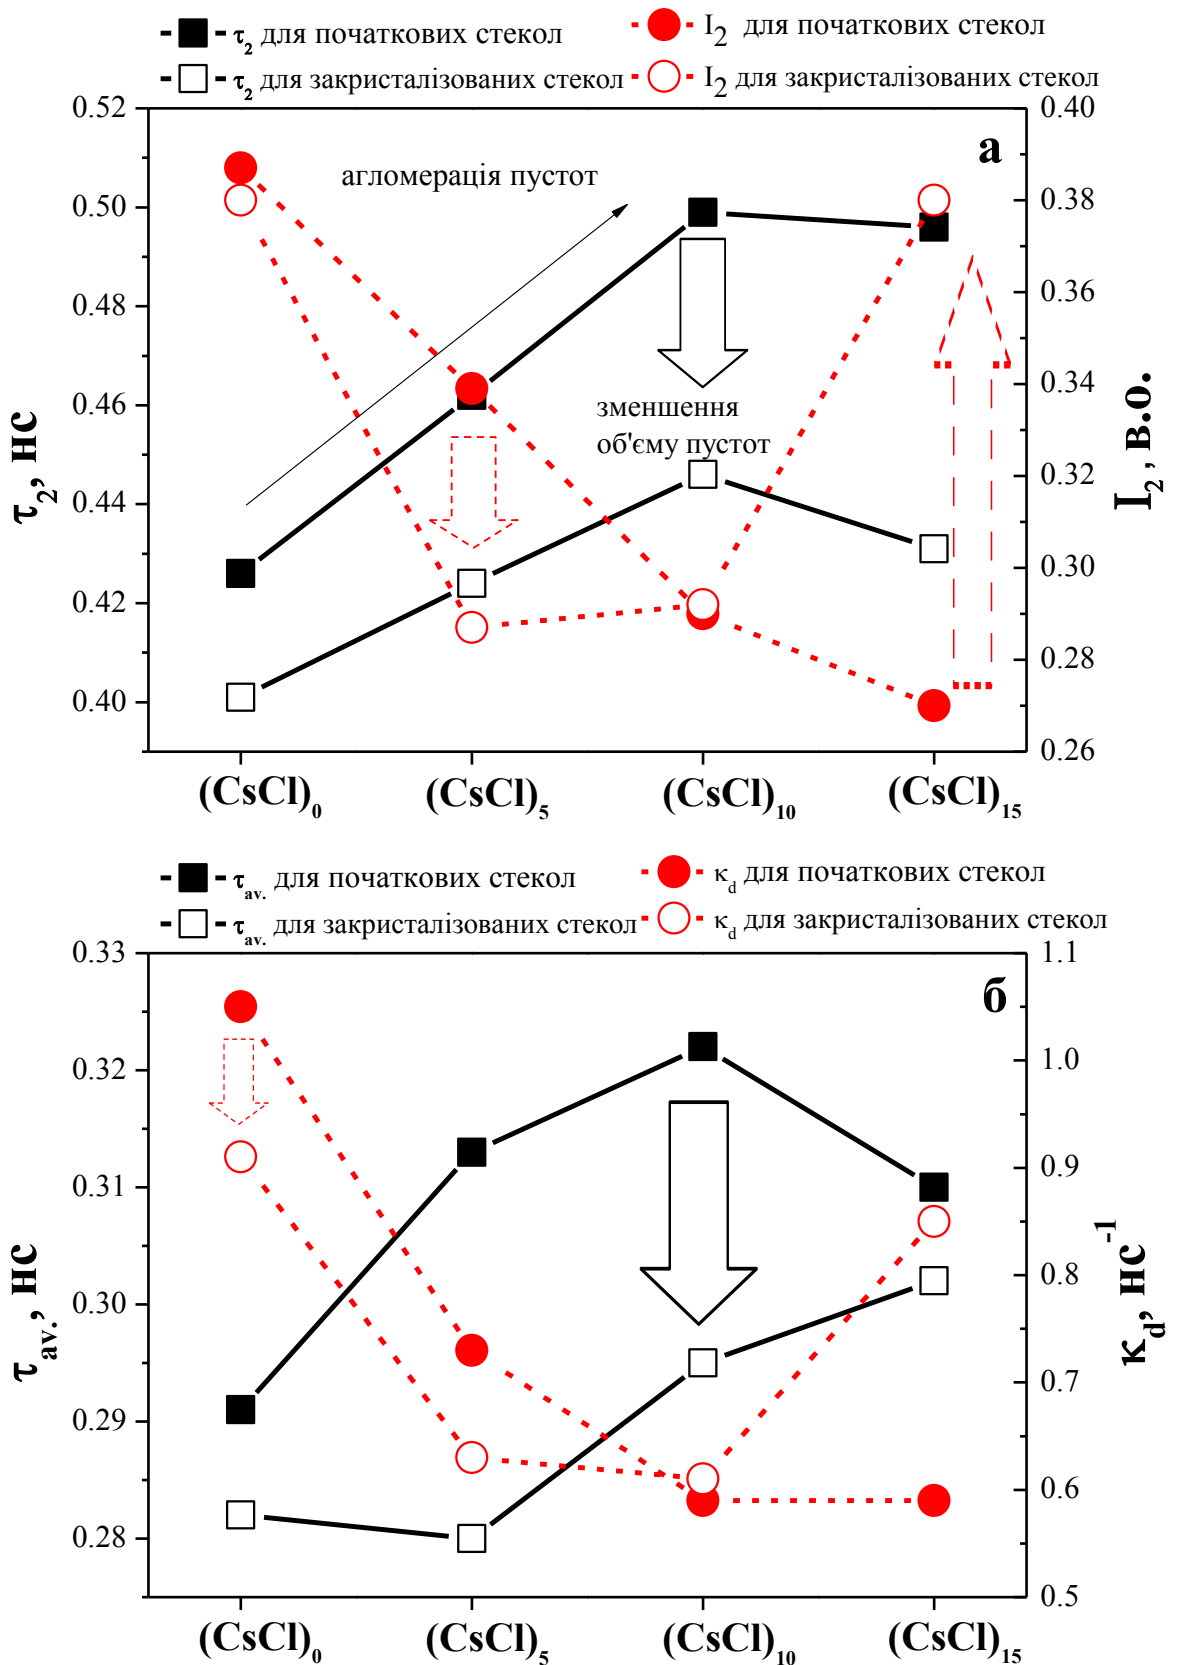 τ2 для початкових стекол
I2 для початкових стекол
τ2 для закристалізованих стекол
I2 для закристалізованих стекол
0.52
0.50
0.48
0.46
0.44
0.42
0.40
τ2, нс
а
агломерація пустот
зменшення
об'єму пустот
0.40
0.38
0.36
0.34
0.32
0.30
0.28
0.26
I2, в.о.
(CsCl)0
(CsCl)5
(CsCl)10
(CsCl)15
τav. для початкових стекол
κd для початкових стекол
τav. для закристалізованих стекол
κd для закристалізованих стекол
0.33
0.32
0.31
0.30
0.29
0.28
τav., нс
б
1.1
1.0
0.9
0.8
0.7
0.6
0.5
κd, нс-1
(CsCl)0
(CsCl)5
(CsCl)10
(CsCl)15